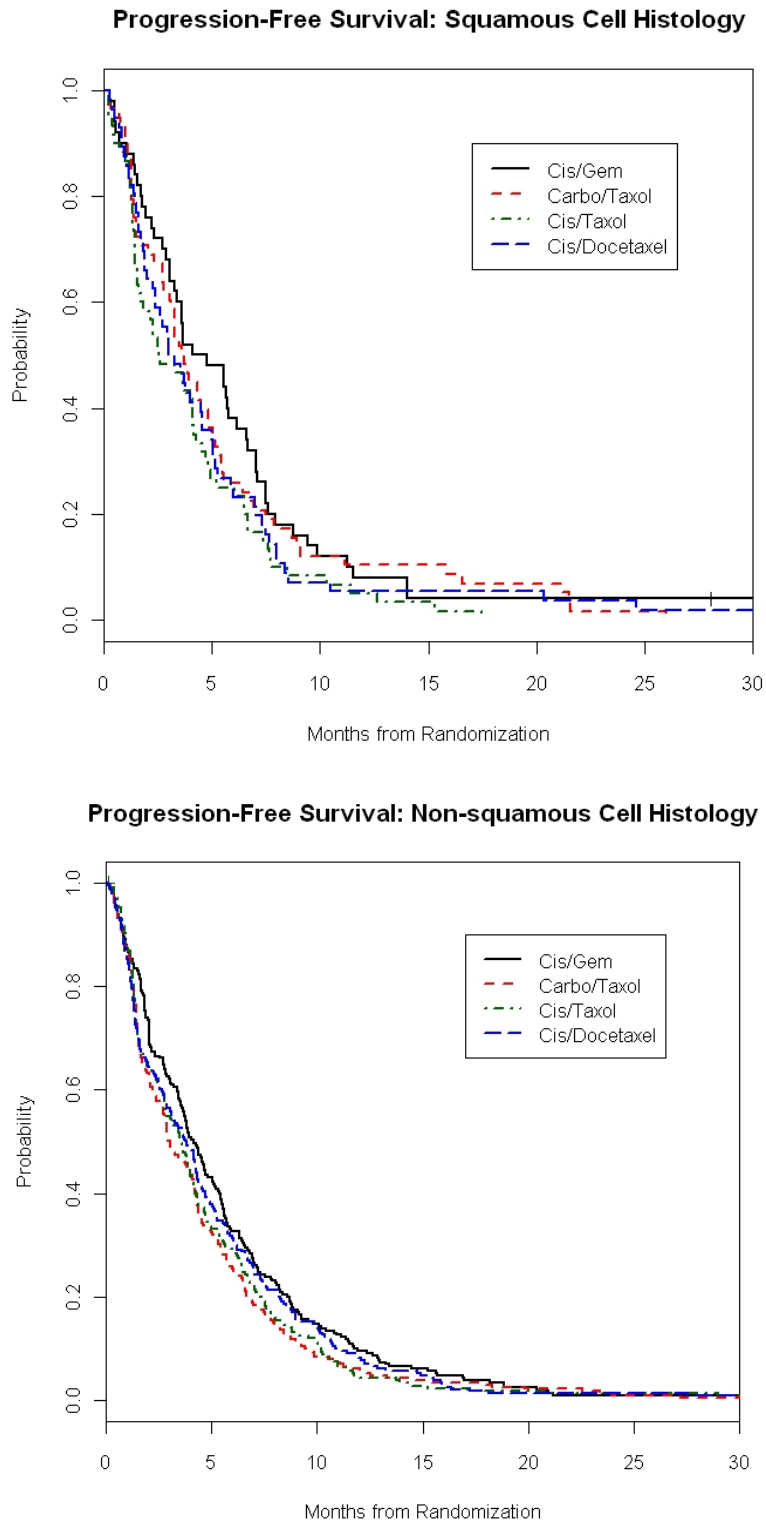 Progression-Free Survival: Squamous Cell Histology
1.0
0.8
0.6
0.4
0.2
0.0
Probability
Cis/Gem
Carbo/Taxol
Cis/Taxol
Cis/Docetaxel
0 5 10 15 20 25 30
Months from Randomization
Progression-Free Survival: Non-squamous Cell Histology
1.0
0.8
0.6
0.4
0.2
0.0
Probability
Cis/Gem
Carbo/Taxol
Cis/Taxol
Cis/Docetaxel
0 5 10 15 20 25 30
Months from Randomization